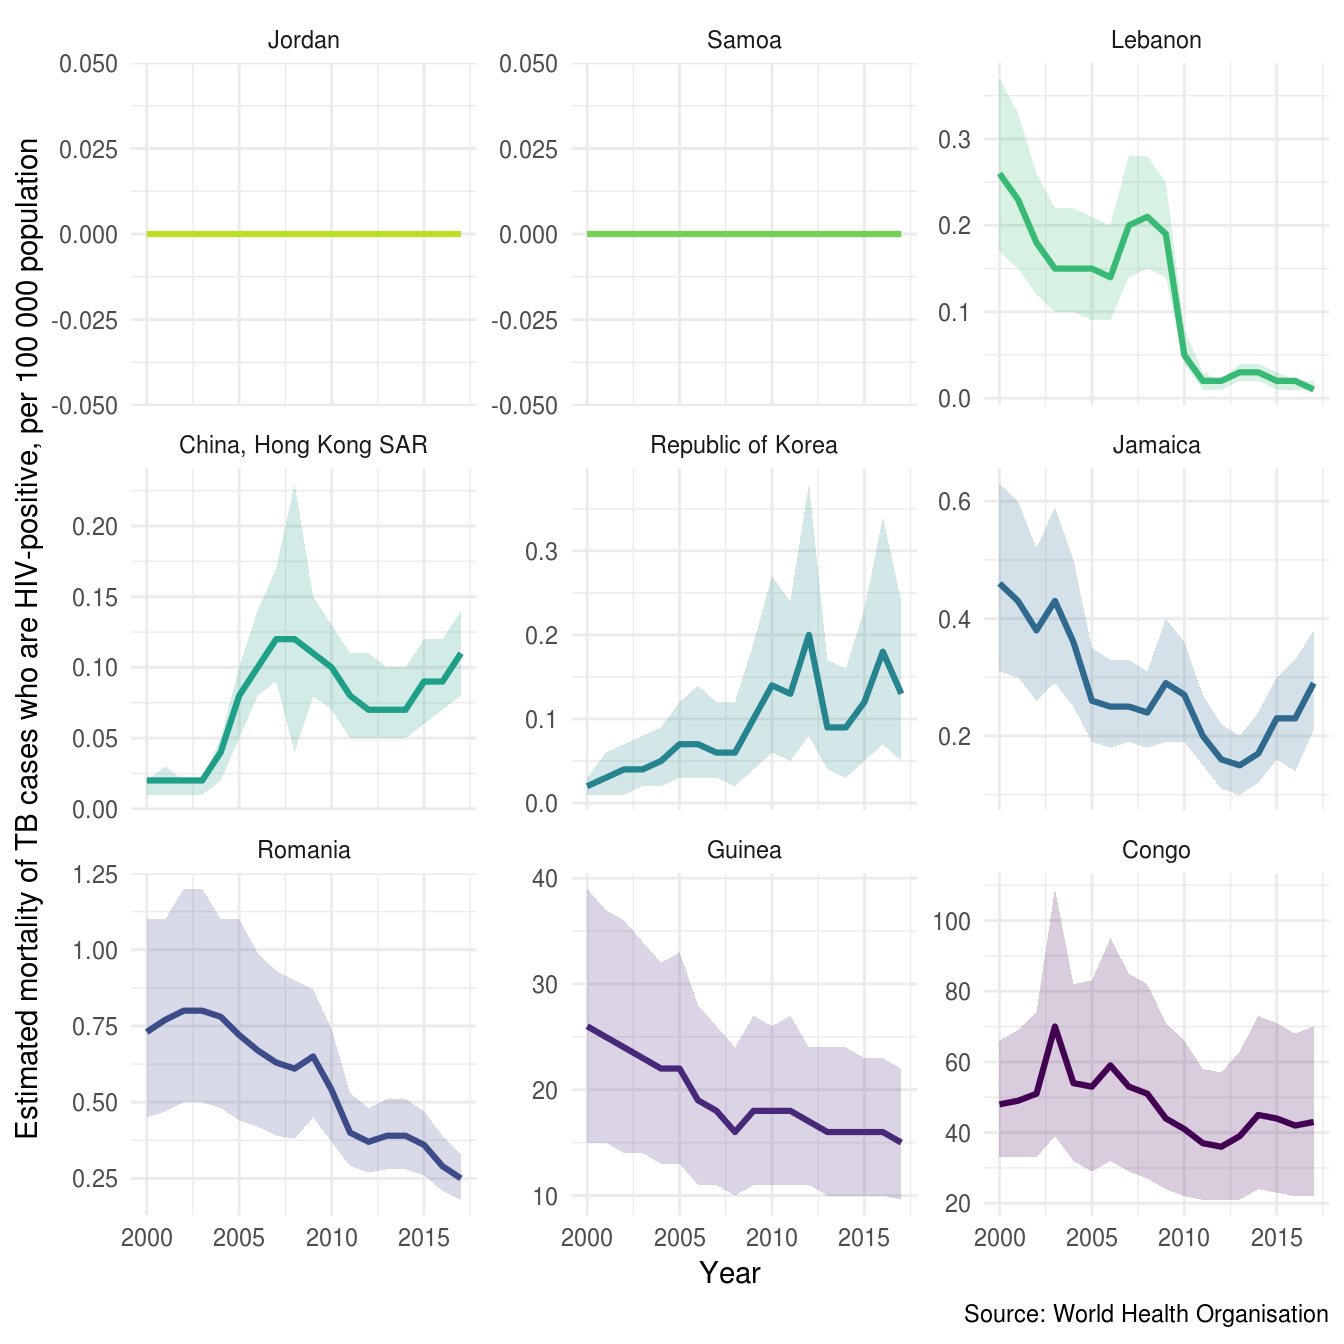 Estimated mortality of TB cases who are HIV-positive, per 100 000 population
Jordan
0.050
0.025
0.000
-0.025
-0.050
Samoa
0.050
0.025
0.000
-0.025
-0.050
Lebanon
0.3
0.2
0.1
0.0
China, Hong Kong SAR
0.20
0.15
0.10
0.05
0.00
Republic of Korea
0.3
0.2
0.1
0.0
Jamaica
0.6
0.4
0.2
Romania
1.25
1.00
0.75
0.50
0.25
2000 2005 2010 2015
Guinea
40
30
20
10
2000 2005 2010 2015
Congo
100
80
60
40
20
2000 2005 2010 2015
Year
Source: World Health Organisation